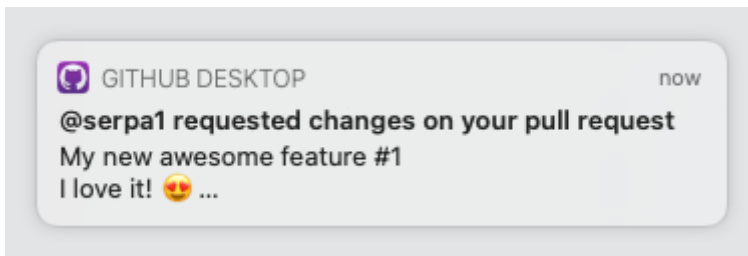 GITHUB DESKTOP now
@serpa1 requested changes on your pull request
My new awesome feature #1
I love it! 😍 ...